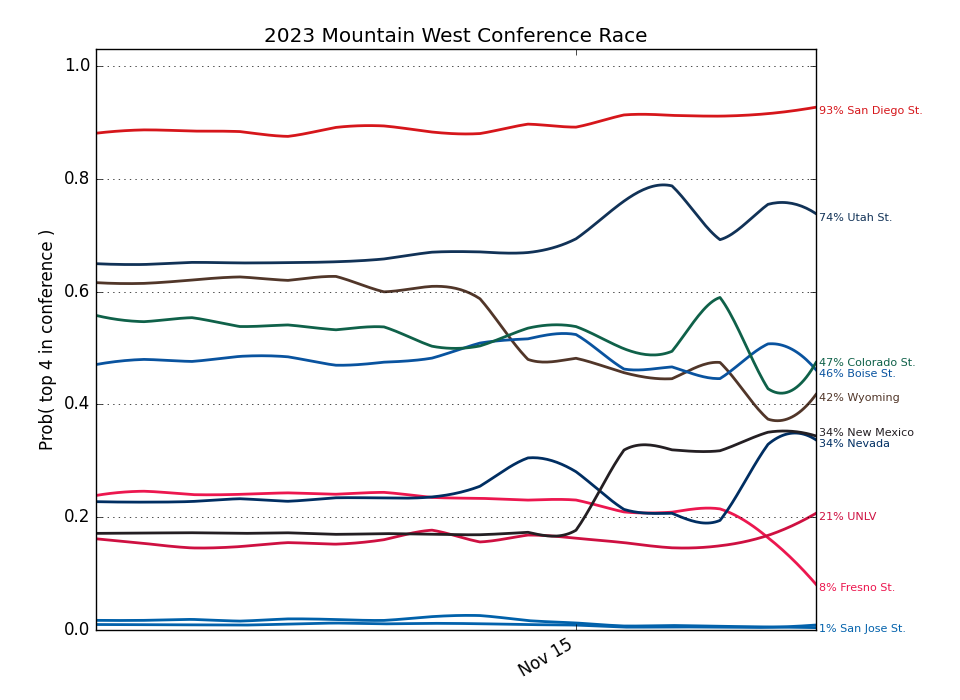 2023 Mountain West Conference Race
1.0
0.8
0.6
0.4
0.2
0.0
Prob( top 4 in conference )
Nov 15
93% San Diego St.
74% Utah St.
47% Colorado St.
46% Boise St.
42% Wyoming
34% New Mexico
34% Nevada
21% UNLV
8% Fresno St.
1% San Jose St.